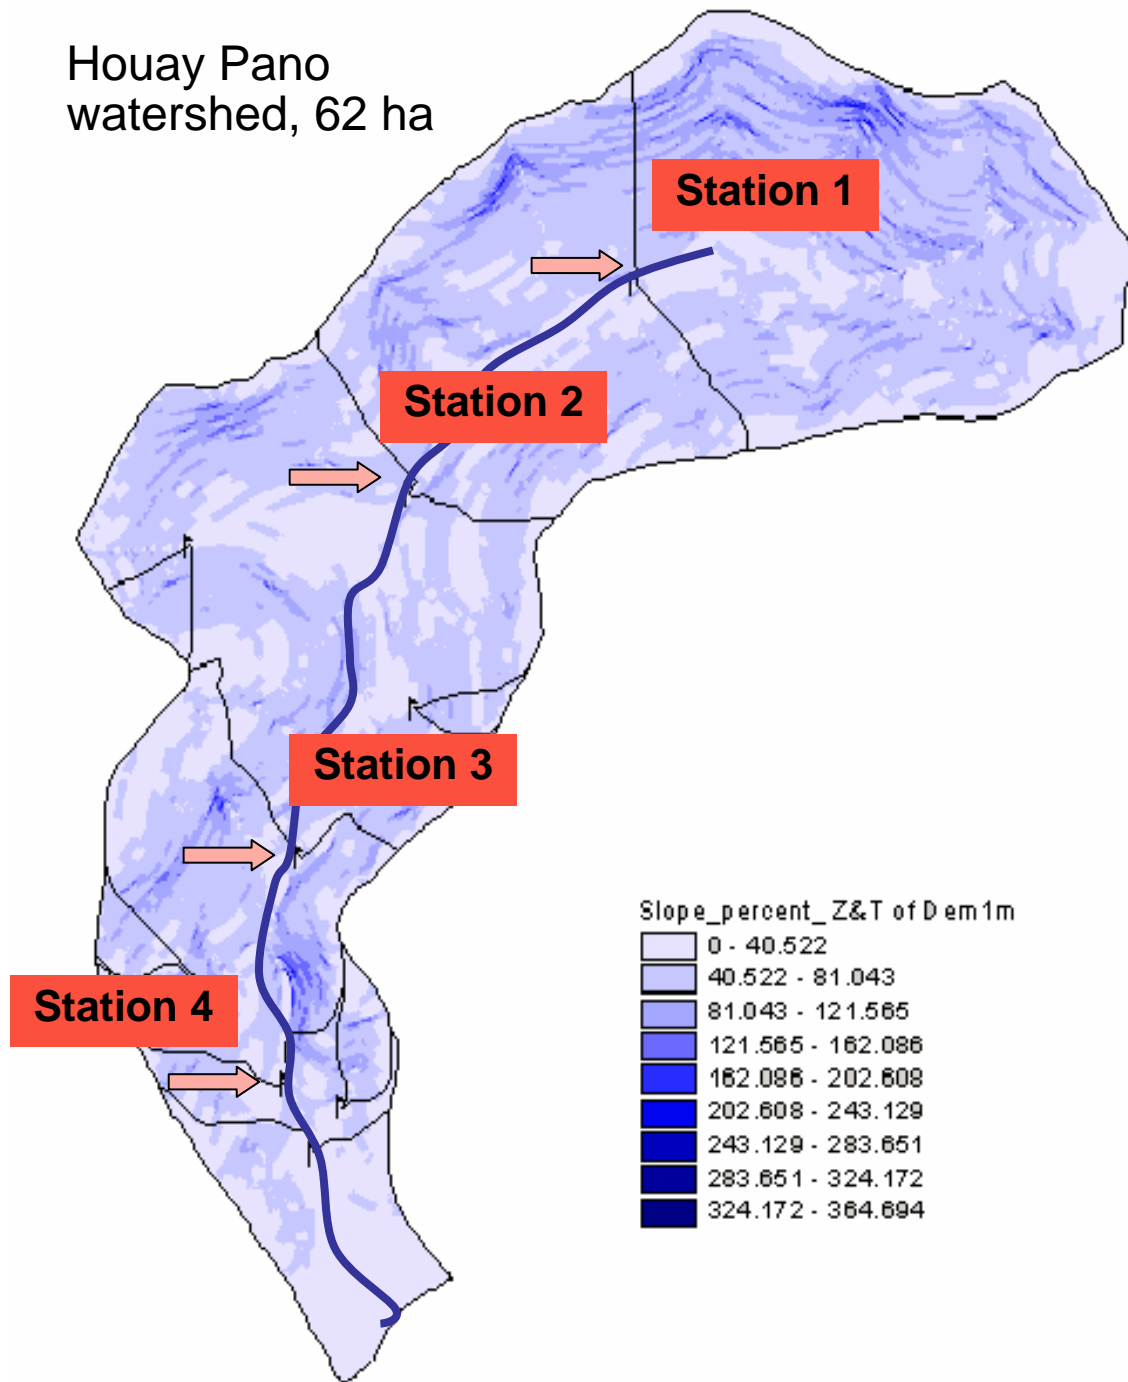 Houay Pano
watershed, 62 ha
Station 1
Station 2
Station 3
Station 4
Slope_percent_ Z&T of Dem1m
0 - 40.522
40.522 - 81.043
81.043 - 121.565
121.565 - 162.086
162.086 - 202.608
202.608 - 243.129
243.129 - 283.651
283.651 - 324.172
324.172 - 364.694